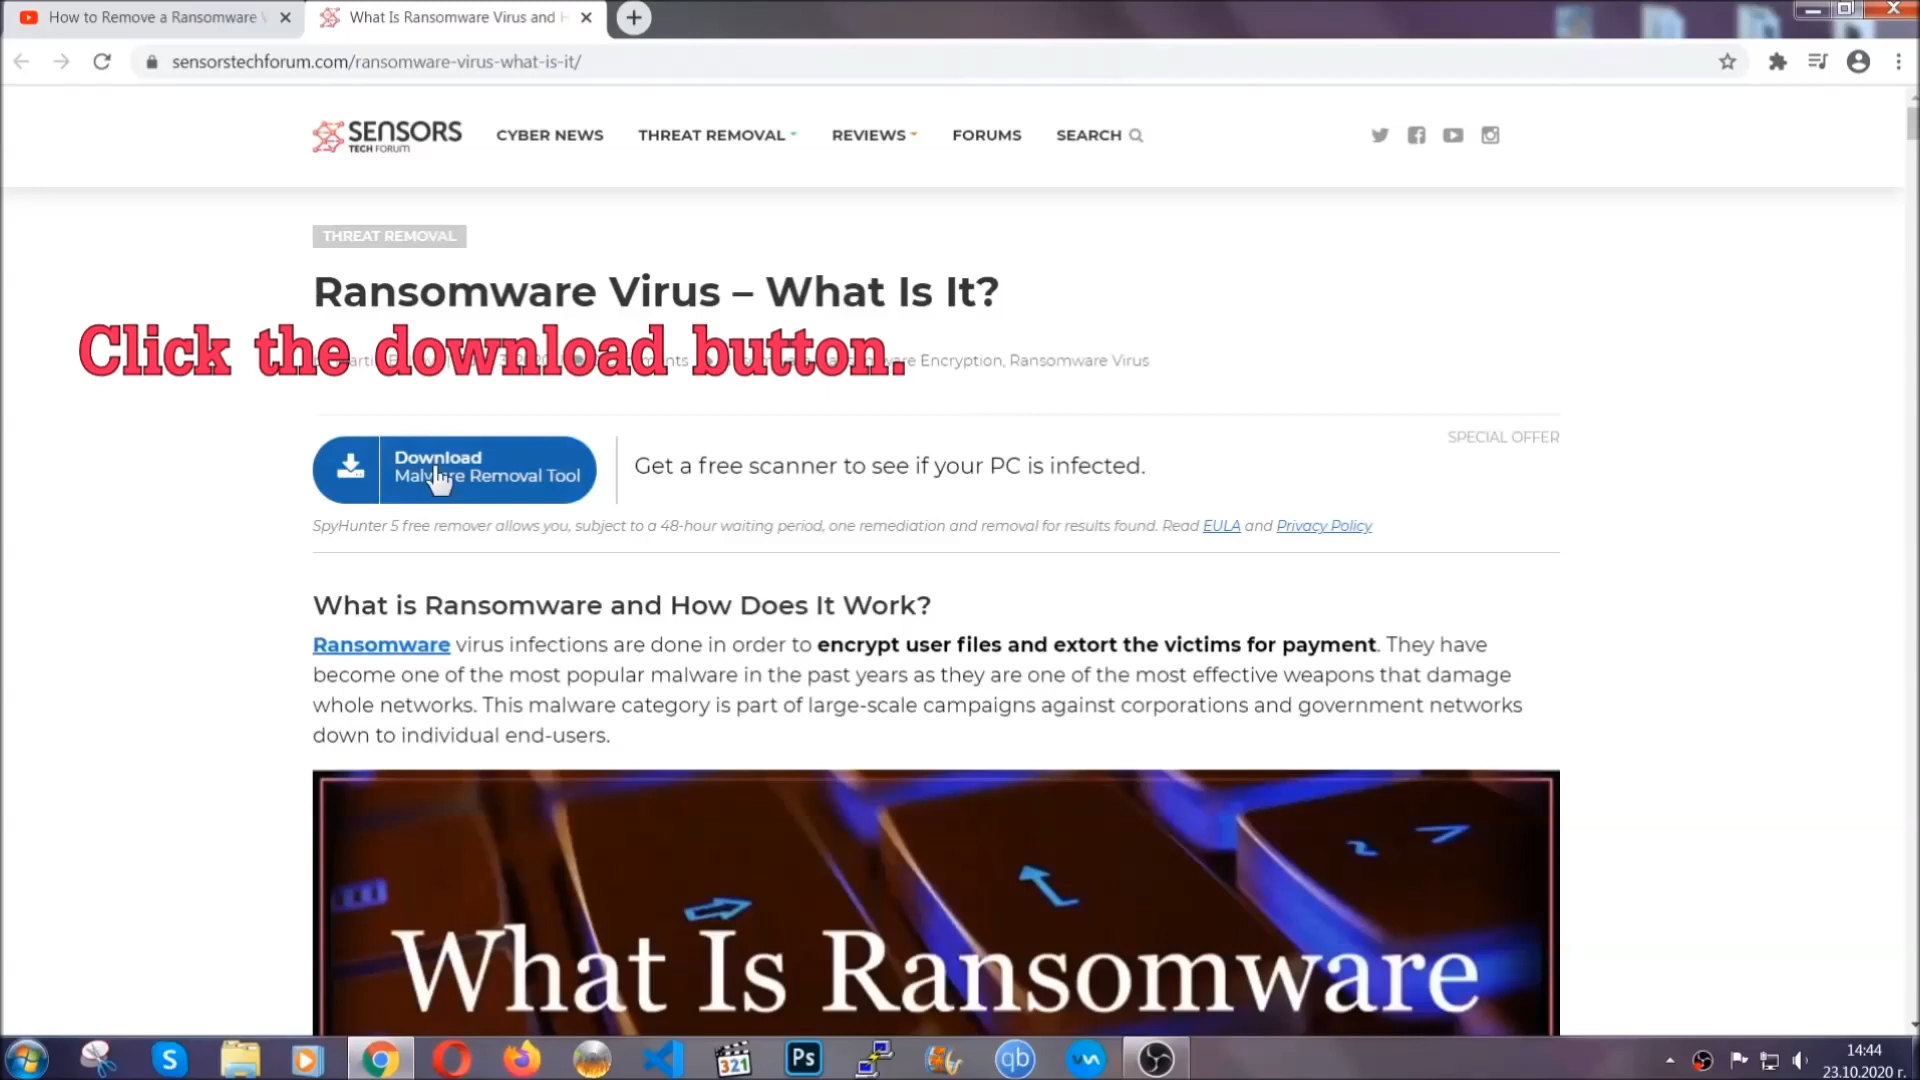 How to Remove a Ransomware V
What Is Ransomware Virus and H
sensorstechforum.com/ransomware-virus-what-is-it/
SENSORS
TECH FORUM
CYBER NEWS
THREAT REMOVAL
REVIEWS
FORUMS
SEARCH
THREAT REMOVAL
Ransomware Virus – What Is It?
Click the download button.
Encryption, Ransomware Virus
SPECIAL OFFER
Download
Malware Removal Tool
Get a free scanner to see if your PC is infected.
SpyHunter 5 free remover allows you, subject to a 48-hour waiting period, one remediation and removal for results found. Read EULA and Privacy Policy
What is Ransomware and How Does It Work?
Ransomware virus infections are done in order to encrypt user files and extort the victims for payment. They have
become one of the most popular malware in the past years as they are one of the most effective weapons that damage
whole networks. This malware category is part of large-scale campaigns against corporations and government networks
down to individual end-users.
What Is Ransomware
321
Ps
qb
14:44
23.10.2020 г.